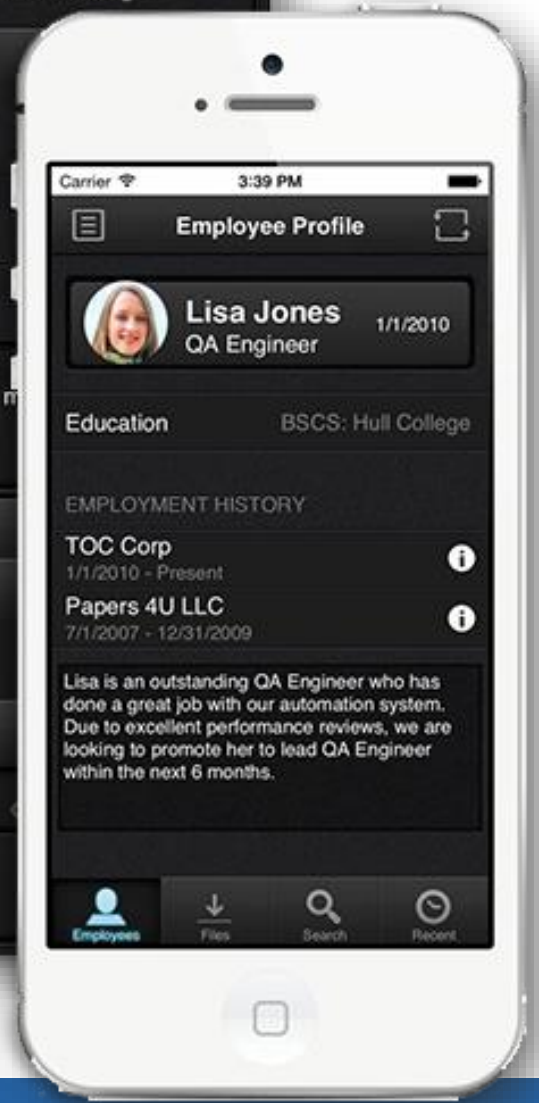 Carrier
3:39 PM
Employee Profile
Lisa Jones
1/1/2010
QA Engineer
Education
BSCS: Hull College
EMPLOYMENT HISTORY
TOC Corp
1/1/2010 - Present
Papers 4U LLC
7/1/2007 - 12/31/2009
Lisa is an outstanding QA Engineer who has
done a great job with our automation system.
Due to excellent performance reviews, we are
looking to promote her to lead QA Engineer
within the next 6 months.
Employees
Files
Search
Recent